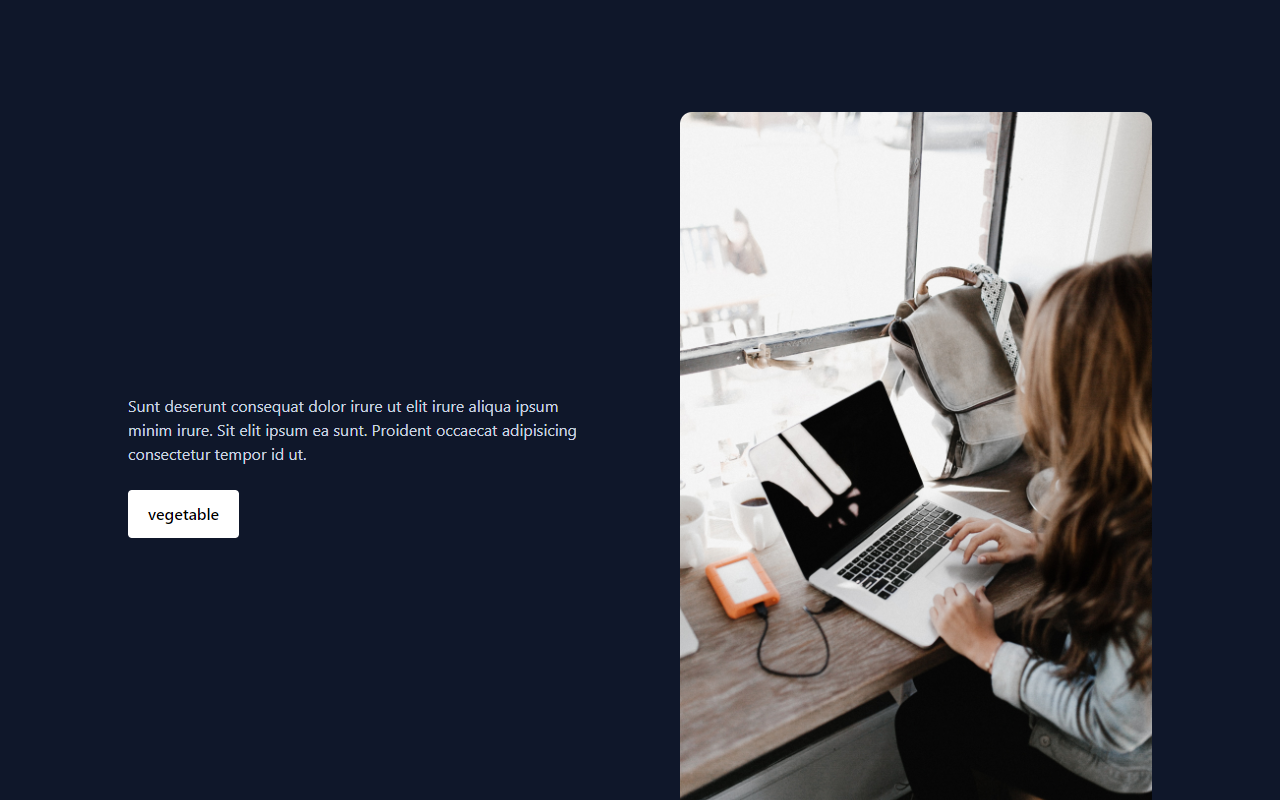 Sunt deserunt consequat dolor irure ut elit irure aliqua ipsum
minim irure. Sit elit ipsum ea sunt. Proident occaecat adipisicing
consectetur tempor id ut.
vegetable